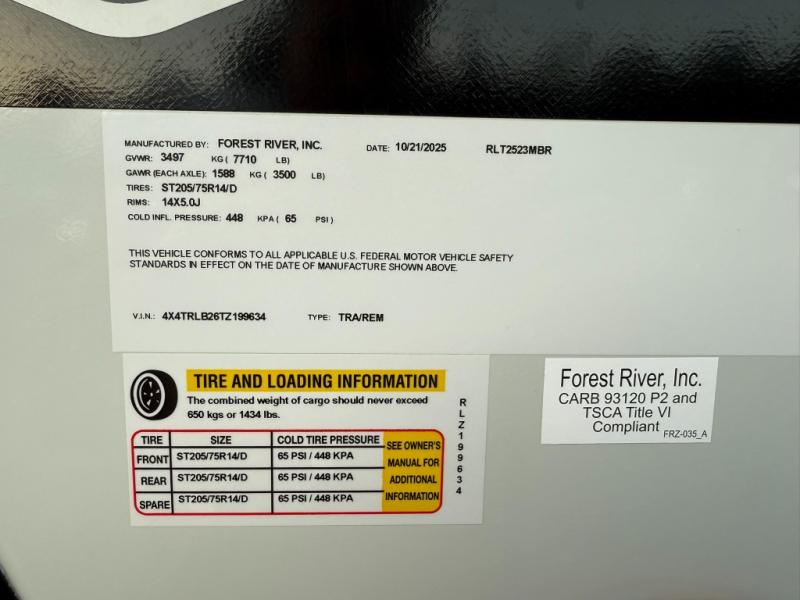 MANUFACTURED BY: FOREST RIVER, INC. DATE: 10/21/2025 RLT2523MBR
GVWR: 3497 KG ( 7710 LB)
GAWR (EACH AXLE): 1588 KG ( 3500 LB)
TIRES: ST205/75R14/D
RIMS: 14X5.0J
COLD INFL. PRESSURE: 448 KPA ( 65 PSI )
THIS VEHICLE CONFORMS TO ALL APPLICABLE U.S. FEDERAL MOTOR VEHICLE SAFETY
STANDARDS IN EFFECT ON THE DATE OF MANUFACTURE SHOWN ABOVE.
V.I.N.: 4X4TRLB26TZ199634 TYPE: TRA/REM
TIRE AND LOADING INFORMATION
The combined weight of cargo should never exceed
650 kgs or 1434 lbs.
TIRE SIZE COLD TIRE PRESSURE
FRONT ST205/75R14/D 65 PSI / 448 KPA
REAR ST205/75R14/D 65 PSI / 448 KPA
SPARE ST205/75R14/D 65 PSI / 448 KPA
SEE OWNER'S
MANUAL FOR
ADDITIONAL
INFORMATION
RLZ199634
Forest River, Inc.
CARB 93120 P2 and
TSCA Title VI
Compliant
FRZ-035_A